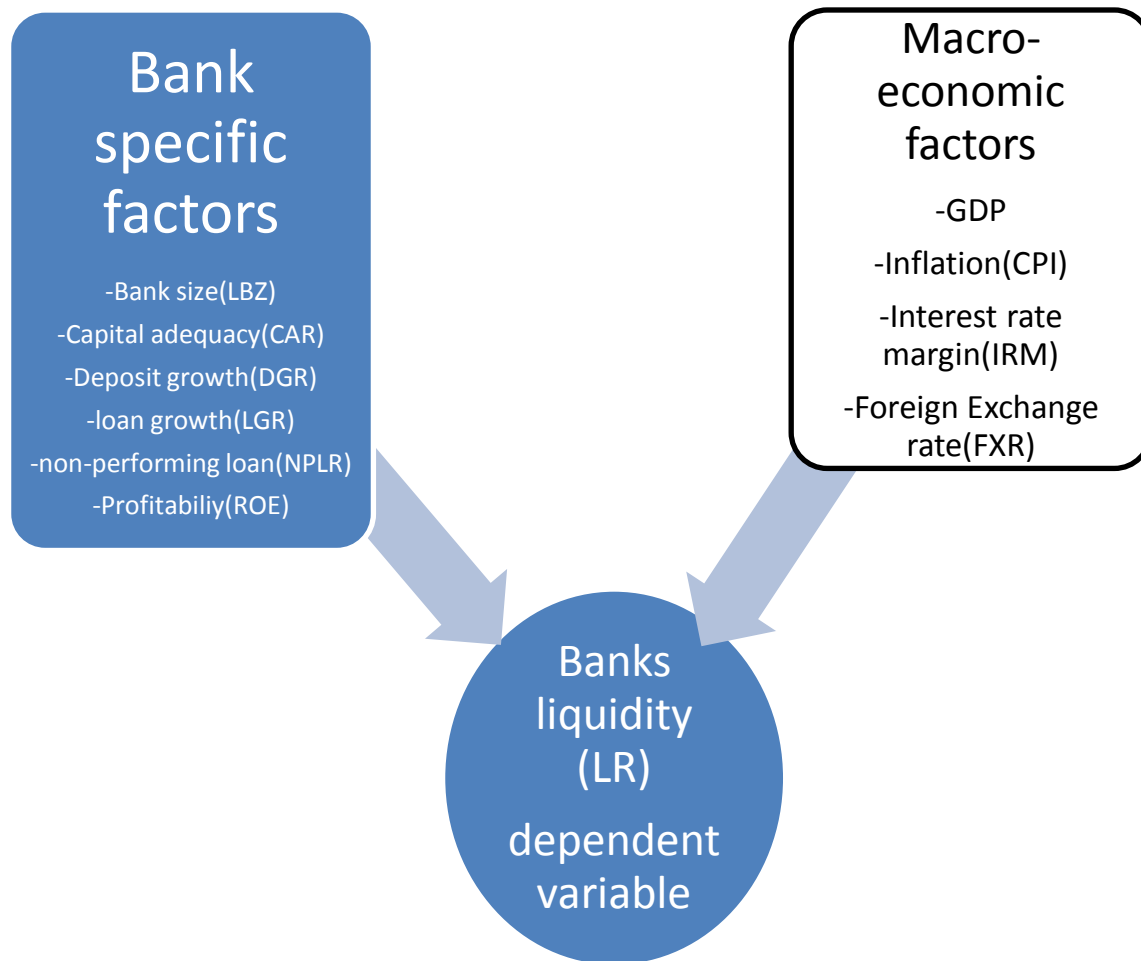 Bank
specific
factors
-Bank size(LBZ)
-Capital adequacy(CAR)
-Deposit growth(DGR)
-loan growth(LGR)
-non-performing loan(NPLR)
-Profitabiliy(ROE)
Macro-
economic
factors
-GDP
-Inflation(CPI)
-Interest rate
margin(IRM)
-Foreign Exchange
rate(FXR)
Banks
liquidity
(LR)
dependent
variable